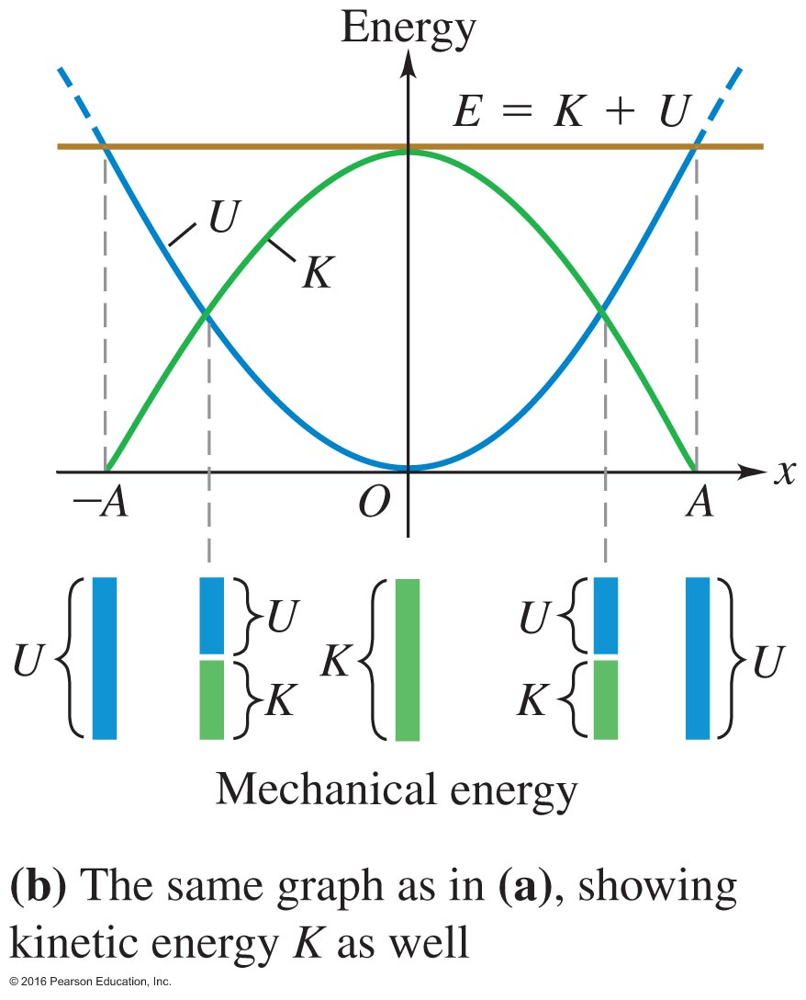 Energy
E = K + U
U
K
x
−A
O
A
U
U
K
K
U
K
U
Mechanical energy
(b) The same graph as in (a), showing
kinetic energy K as well
© 2016 Pearson Education, Inc.